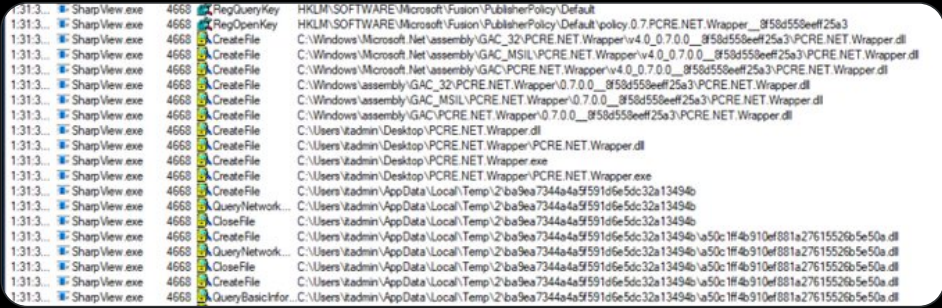 1:31:3... SharpView.exe 4668 RegQueryKey HKLM\SOFTWARE\Microsoft\Fusion\PublisherPolicy\Default
1:31:3... SharpView.exe 4668 RegOpenKey HKLM\SOFTWARE\Microsoft\Fusion\PublisherPolicy\Default\policy.0.7.PCRE.NET.Wrapper__8f58d558eeff25a3
1:31:3... SharpView.exe 4668 CreateFile C:\Windows\Microsoft.Net\assembly\GAC_32\PCRE.NET.Wrapper\v4.0_0.7.0.0__8f58d558eeff25a3\PCRE.NET.Wrapper.dll
1:31:3... SharpView.exe 4668 CreateFile C:\Windows\Microsoft.Net\assembly\GAC_MSIL\PCRE.NET.Wrapper\v4.0_0.7.0.0__8f58d558eeff25a3\PCRE.NET.Wrapper.dll
1:31:3... SharpView.exe 4668 CreateFile C:\Windows\Microsoft.Net\assembly\GAC\PCRE.NET.Wrapper\v4.0_0.7.0.0__8f58d558eeff25a3\PCRE.NET.Wrapper.dll
1:31:3... SharpView.exe 4668 CreateFile C:\Windows\assembly\GAC_32\PCRE.NET.Wrapper\0.7.0.0__8f58d558eeff25a3\PCRE.NET.Wrapper.dll
1:31:3... SharpView.exe 4668 CreateFile C:\Windows\assembly\GAC_MSIL\PCRE.NET.Wrapper\0.7.0.0__8f58d558eeff25a3\PCRE.NET.Wrapper.dll
1:31:3... SharpView.exe 4668 CreateFile C:\Windows\assembly\GAC\PCRE.NET.Wrapper\0.7.0.0__8f58d558eeff25a3\PCRE.NET.Wrapper.dll
1:31:3... SharpView.exe 4668 CreateFile C:\Users\itadmin\Desktop\PCRE.NET.Wrapper.dll
1:31:3... SharpView.exe 4668 CreateFile C:\Users\itadmin\Desktop\PCRE.NET.Wrapper\PCRE.NET.Wrapper.dll
1:31:3... SharpView.exe 4668 CreateFile C:\Users\itadmin\Desktop\PCRE.NET.Wrapper.exe
1:31:3... SharpView.exe 4668 CreateFile C:\Users\itadmin\Desktop\PCRE.NET.Wrapper\PCRE.NET.Wrapper.exe
1:31:3... SharpView.exe 4668 CreateFile C:\Users\itadmin\AppData\Local\Temp\2\ba9ea7344a4a5f591d6e5dc32a13494b
1:31:3... SharpView.exe 4668 QueryNetwork... C:\Users\itadmin\AppData\Local\Temp\2\ba9ea7344a4a5f591d6e5dc32a13494b
1:31:3... SharpView.exe 4668 CloseFile C:\Users\itadmin\AppData\Local\Temp\2\ba9ea7344a4a5f591d6e5dc32a13494b
1:31:3... SharpView.exe 4668 CreateFile C:\Users\itadmin\AppData\Local\Temp\2\ba9ea7344a4a5f591d6e5dc32a13494b\a50c1ff4b910ef881a27615526b5e50a.dll
1:31:3... SharpView.exe 4668 QueryNetwork... C:\Users\itadmin\AppData\Local\Temp\2\ba9ea7344a4a5f591d6e5dc32a13494b\a50c1ff4b910ef881a27615526b5e50a.dll
1:31:3... SharpView.exe 4668 CloseFile C:\Users\itadmin\AppData\Local\Temp\2\ba9ea7344a4a5f591d6e5dc32a13494b\a50c1ff4b910ef881a27615526b5e50a.dll
1:31:3... SharpView.exe 4668 CreateFile C:\Users\itadmin\AppData\Local\Temp\2\ba9ea7344a4a5f591d6e5dc32a13494b\a50c1ff4b910ef881a27615526b5e50a.dll
1:31:3... SharpView.exe 4668 QueryBasicInfor... C:\Users\itadmin\AppData\Local\Temp\2\ba9ea7344a4a5f591d6e5dc32a13494b\a50c1ff4b910ef881a27615526b5e50a.dll